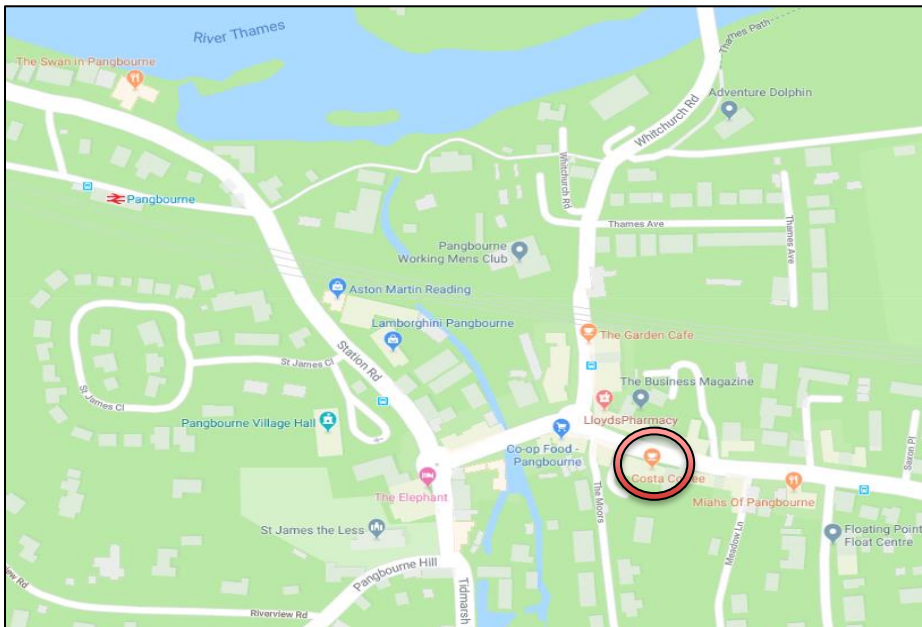 River Thames
The Swan in Pangbourne
Thames Path
Adventure Dolphin
Whitchurch Rd
Whitchurch Rd
Pangbourne
Thames Ave
Thames Ave
Pangbourne
Working Mens Club
Aston Martin Reading
Lamborghini Pangbourne
The Garden Cafe
Station Rd
St James Cl
St James Cl
The Business Magazine
LloydsPharmacy
Pangbourne Village Hall
Co-op Food -
Pangbourne
Costa Coffee
Saxon Pl
The Elephant
The Moors
Miahs Of Pangbourne
St James the Less
Meadow Ln
Floating Point
Float Centre
Pangbourne Hill
Tidmarsh
Riverview Rd